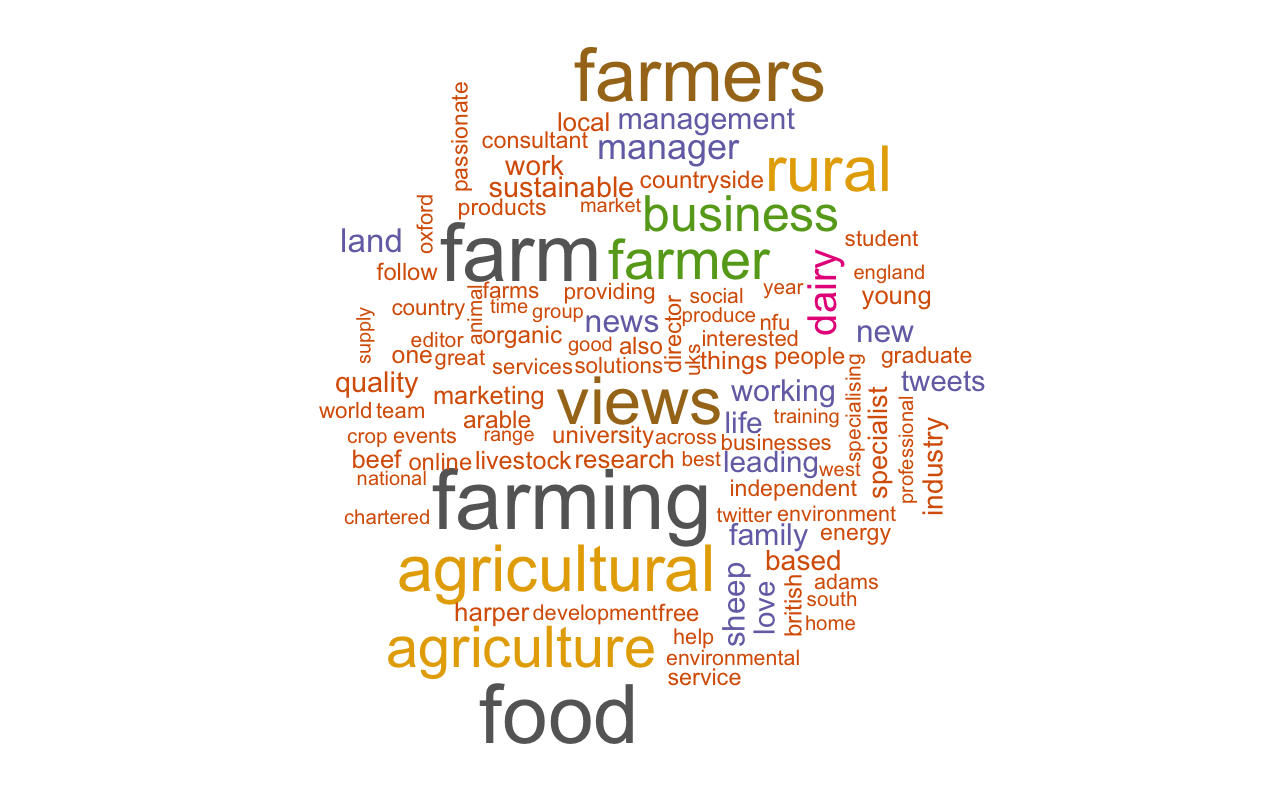 farmers
passionate
local
management
consultant
manager
work
rural
sustainable
countryside
products
market
business
oxford
land
farm
farmer
student
follow
dairy
england
farms
providing
social
year
young
country
animal
time
group
news
director
produce
nfu
new
supply
editor
organic
good
also
uks
interested
one
great
services
solutions
things
people
graduate
quality
marketing
views
working
specialising
specialist
tweets
world
team
arable
life
training
professional
industry
crop
events
range
university
across
businesses
beef
online
livestock
research
best
leading
west
national
farming
independent
chartered
twitter
environment
family
energy
agricultural
sheep
love
based
british
adams
harper
development
free
south
home
agriculture
help
environmental
service
food